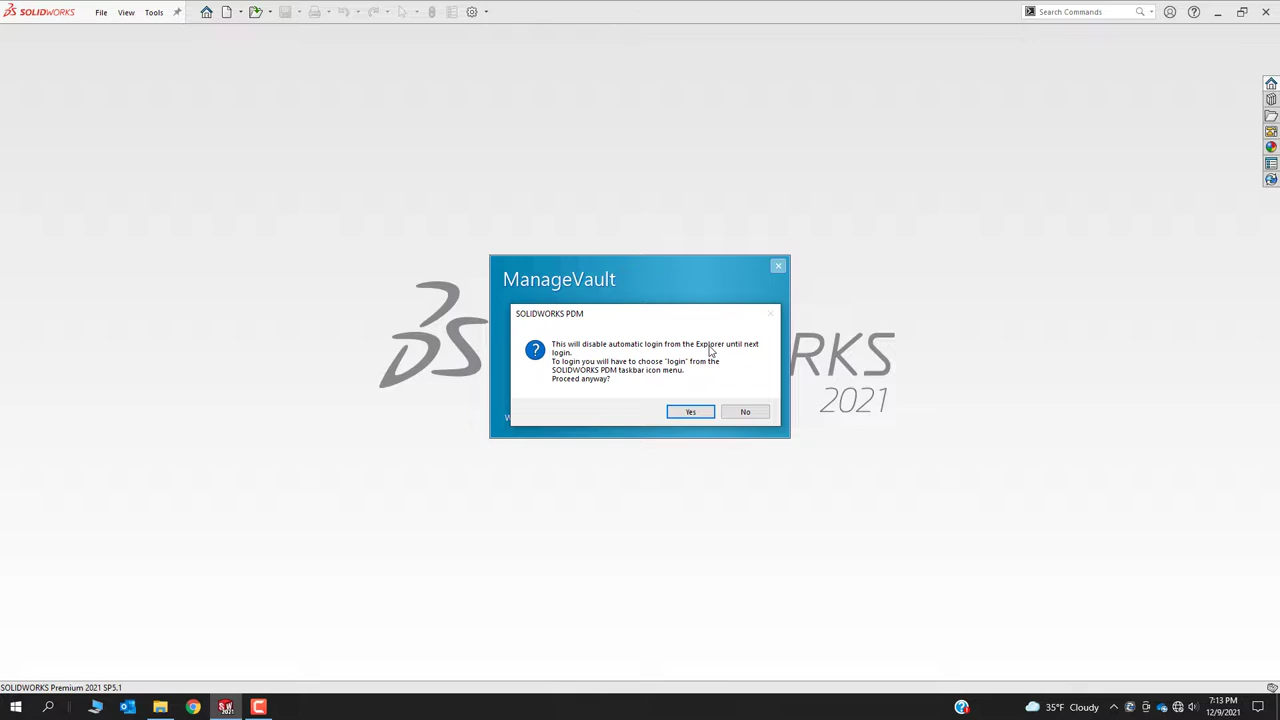 SOLIDWORKS File View Tools Search Commands
ManageVault
SOLIDWORKS PDM
This will disable automatic login from the Explorer until next
login.
To login you will have to choose "login" from the
SOLIDWORKS PDM taskbar icon menu.
Proceed anyway?
Yes No
W
RKS
2021
SOLIDWORKS Premium 2021 SP5.1
2021
35°F Cloudy
7:13 PM
12/9/2021